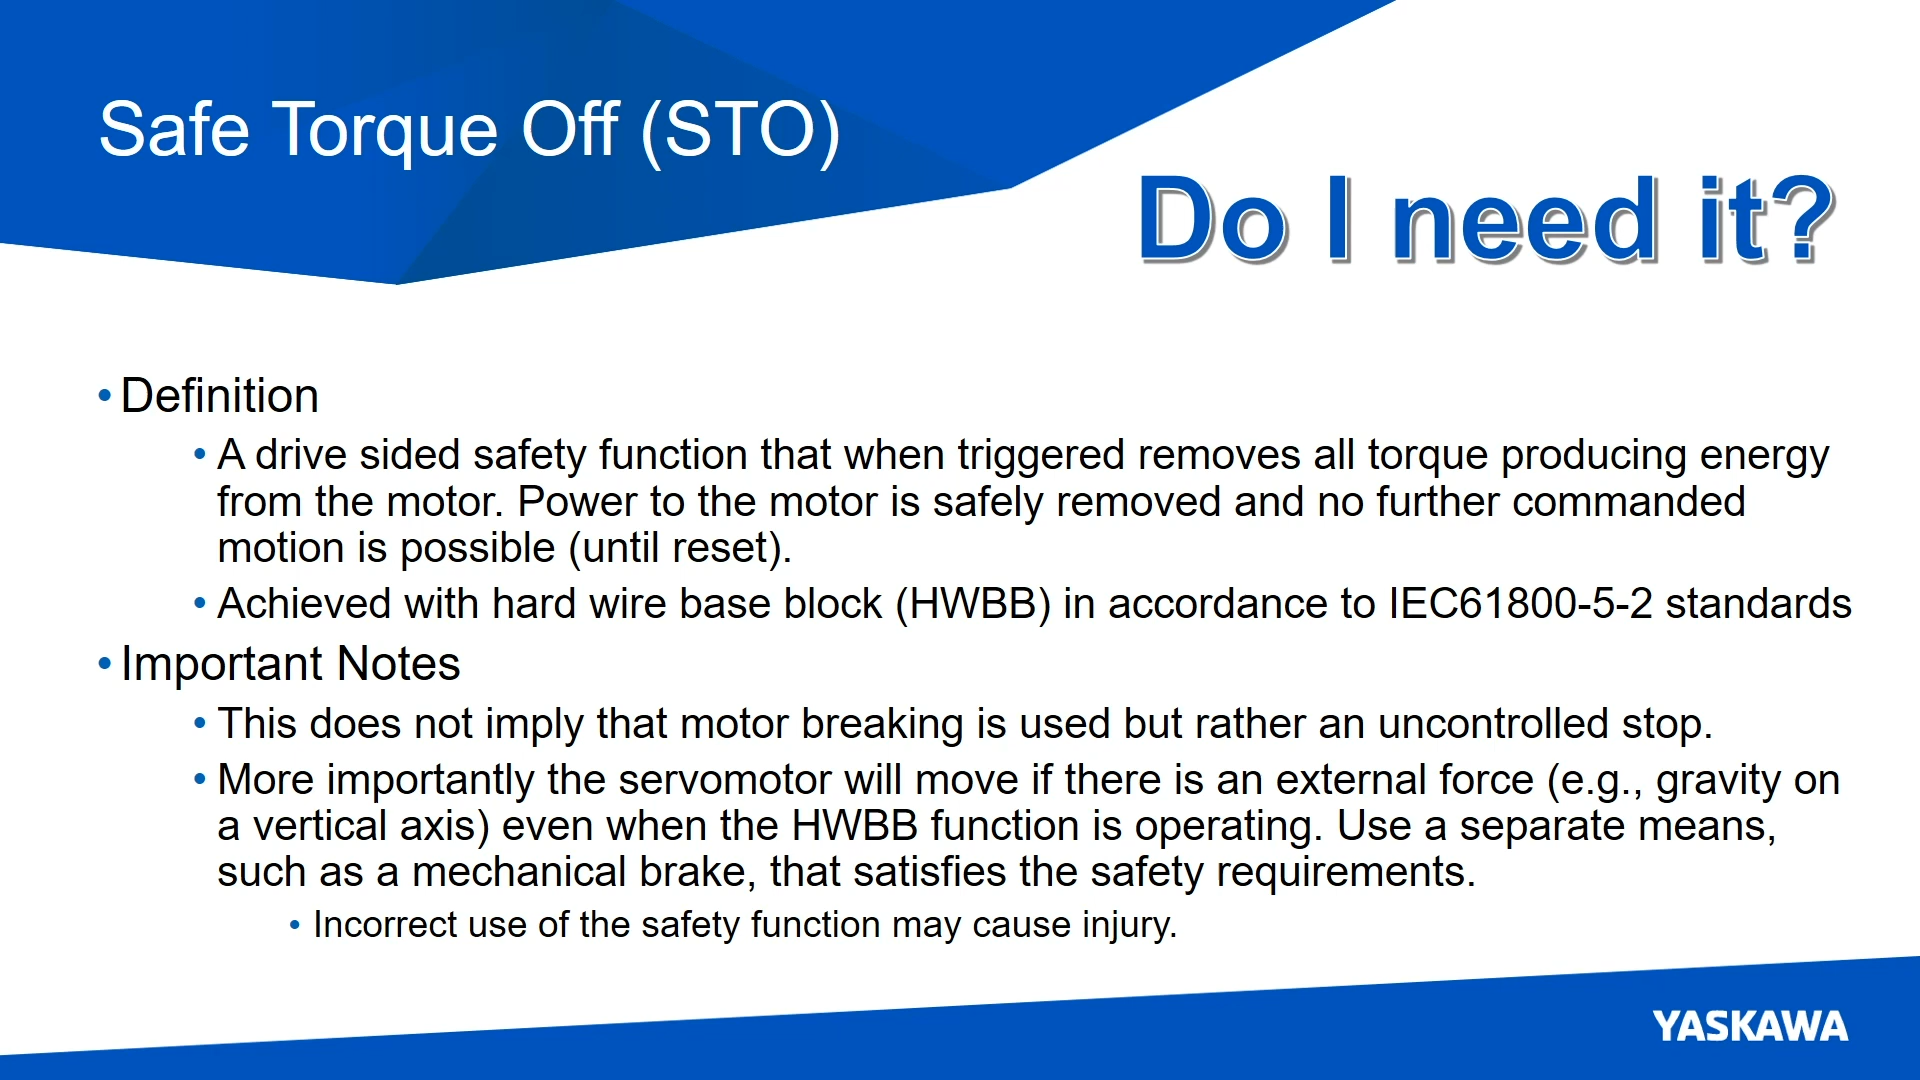 Safe Torque Off (STO)
Do I need it?
• Definition
• A drive sided safety function that when triggered removes all torque producing energy
from the motor. Power to the motor is safely removed and no further commanded
motion is possible (until reset).
• Achieved with hard wire base block (HWBB) in accordance to IEC61800-5-2 standards
• Important Notes
• This does not imply that motor breaking is used but rather an uncontrolled stop.
• More importantly the servomotor will move if there is an external force (e.g., gravity on
a vertical axis) even when the HWBB function is operating. Use a separate means,
such as a mechanical brake, that satisfies the safety requirements.
• Incorrect use of the safety function may cause injury.
YASKAWA